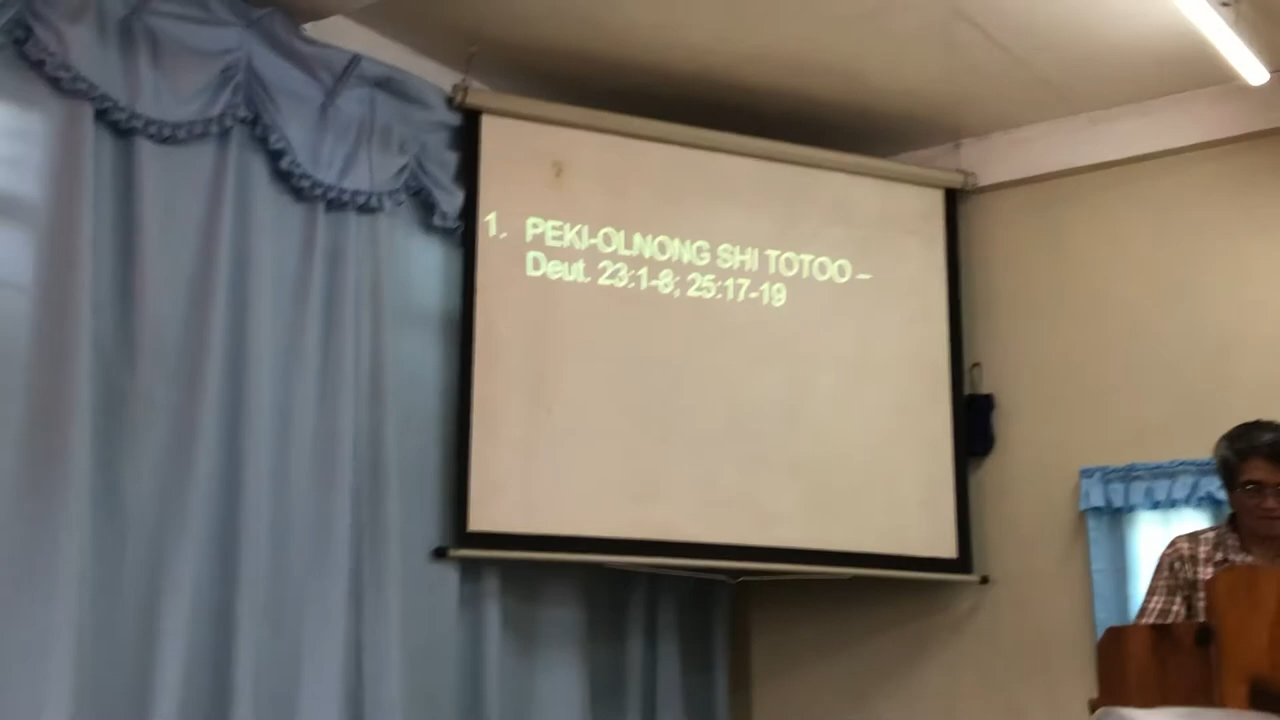 1. PEKI-OLNONG SHI TOTOO –
Deut. 23:1-8; 25:17-19